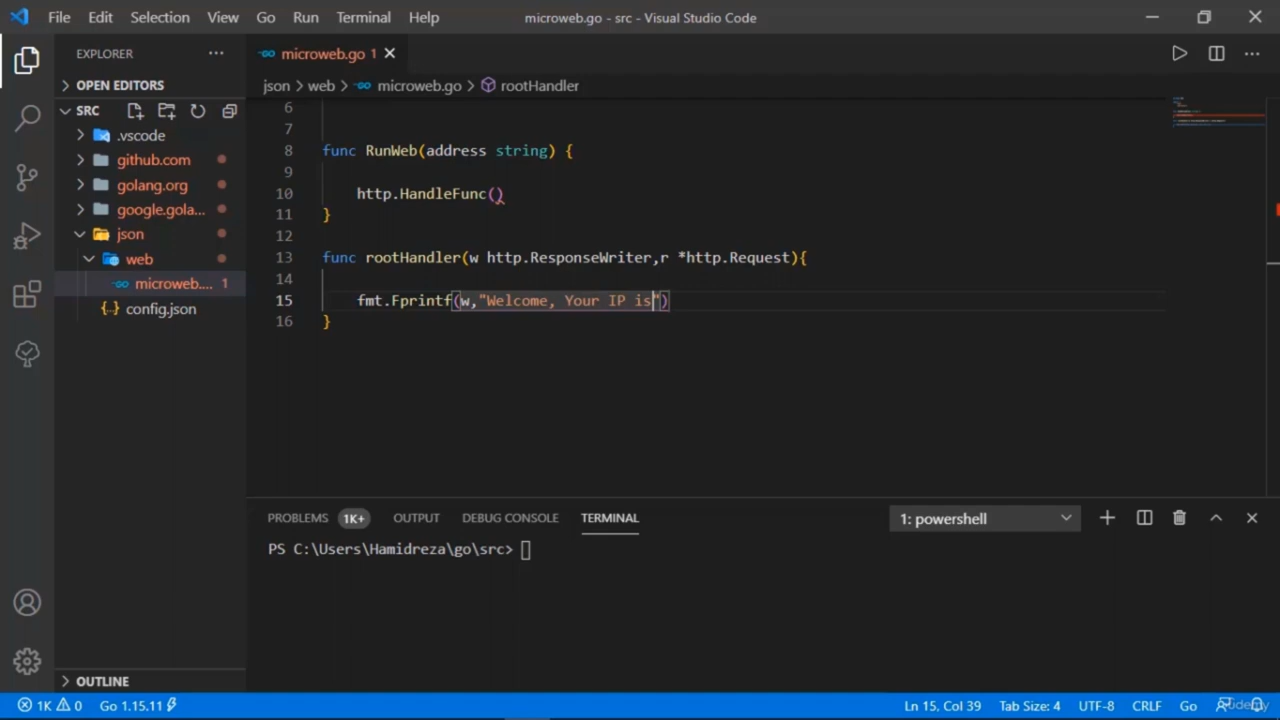 File Edit Selection View Go Run Terminal Help
microweb.go - src - Visual Studio Code
EXPLORER
OPEN EDITORS
SRC
.vscode
github.com
golang.org
google.gola...
json
web
microweb.... 1
config.json
OUTLINE
microweb.go 1
json > web > microweb.go > rootHandler
6
7
8 func RunWeb(address string) {
9
10 http.HandleFunc()
11 }
12
13 func rootHandler(w http.ResponseWriter,r *http.Request){
14
15 fmt.Fprintf(w,"Welcome, Your IP is")
16 }
PROBLEMS 1K+ OUTPUT DEBUG CONSOLE TERMINAL
1: powershell
PS C:\Users\Hamidreza\go\src>
1K 0 Go 1.15.11
Ln 15, Col 39 Tab Size: 4 UTF-8 CRLF Go
Udemy